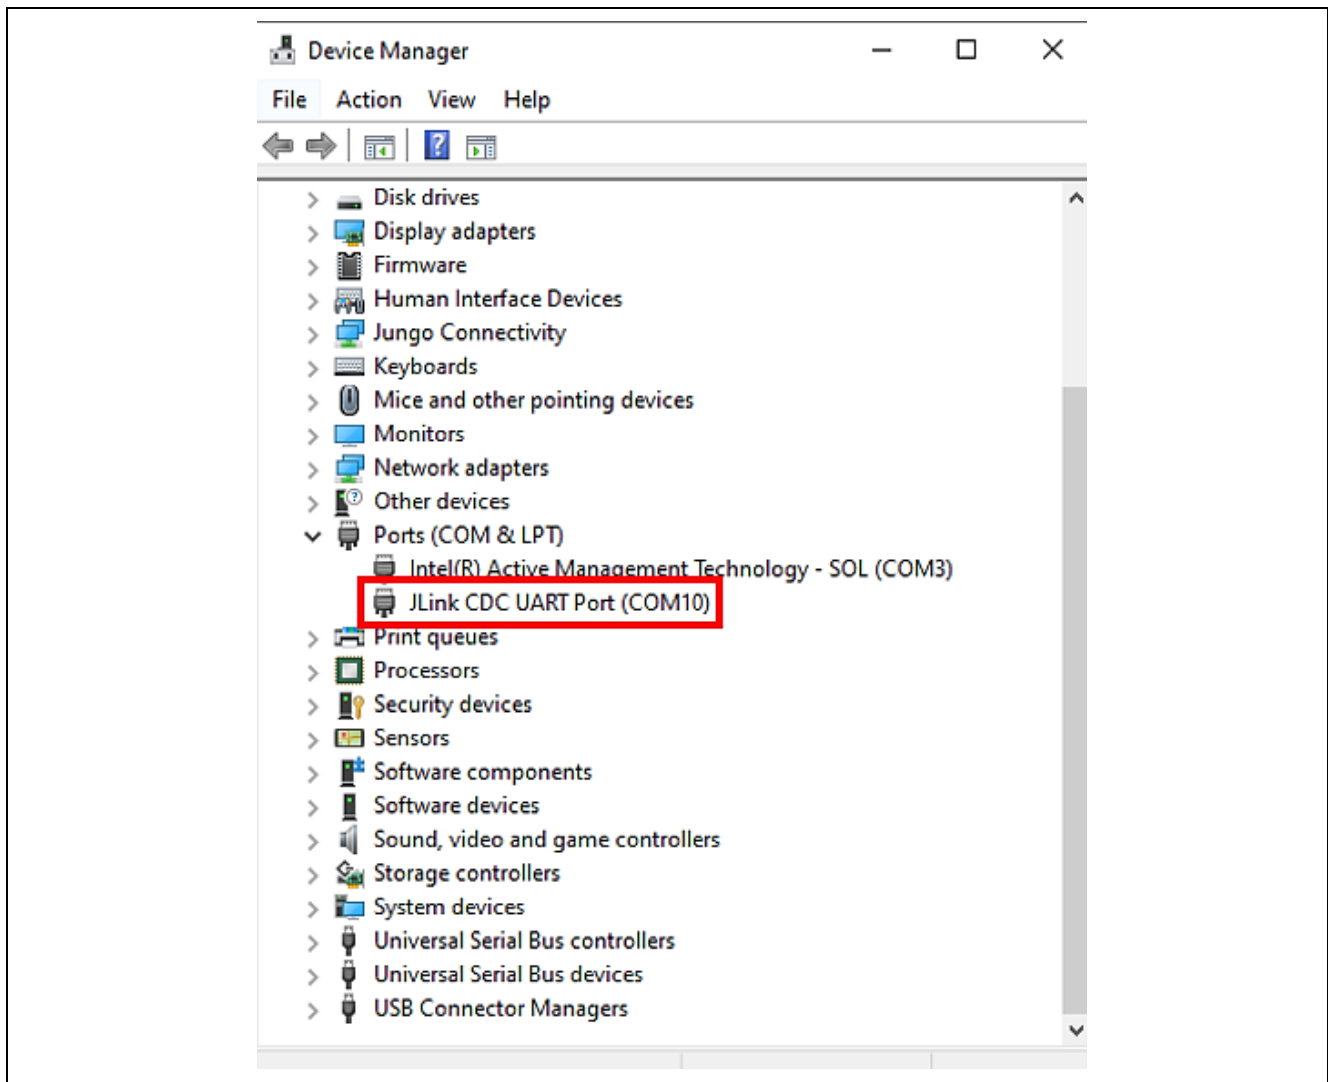 Device Manager
File Action View Help
Disk drives
Display adapters
Firmware
Human Interface Devices
Jungo Connectivity
Keyboards
Mice and other pointing devices
Monitors
Network adapters
Other devices
Ports (COM & LPT)
Intel(R) Active Management Technology - SOL (COM3)
JLink CDC UART Port (COM10)
Print queues
Processors
Security devices
Sensors
Software components
Software devices
Sound, video and game controllers
Storage controllers
System devices
Universal Serial Bus controllers
Universal Serial Bus devices
USB Connector Managers